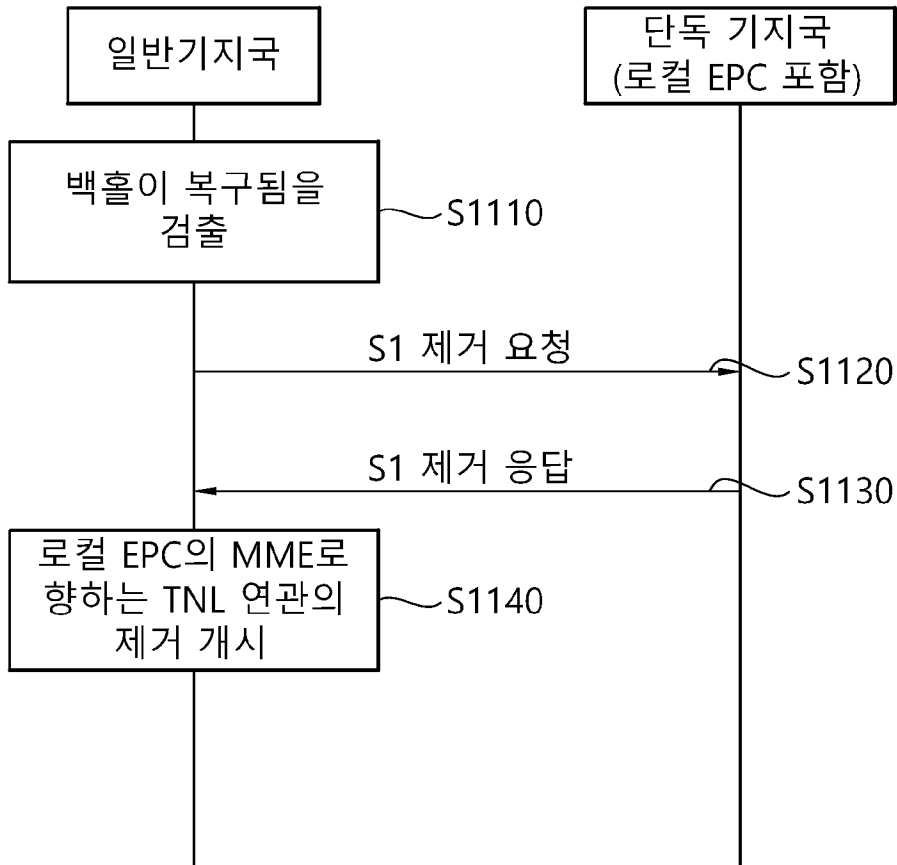 일반기지국
단독 기지국
(로컬 EPC 포함)
백홀이 복구됨을
검출
S1110
S1 제거 요청
S1120
S1 제거 응답
S1130
로컬 EPC의 MME로
향하는 TNL 연관의
제거 개시
S1140